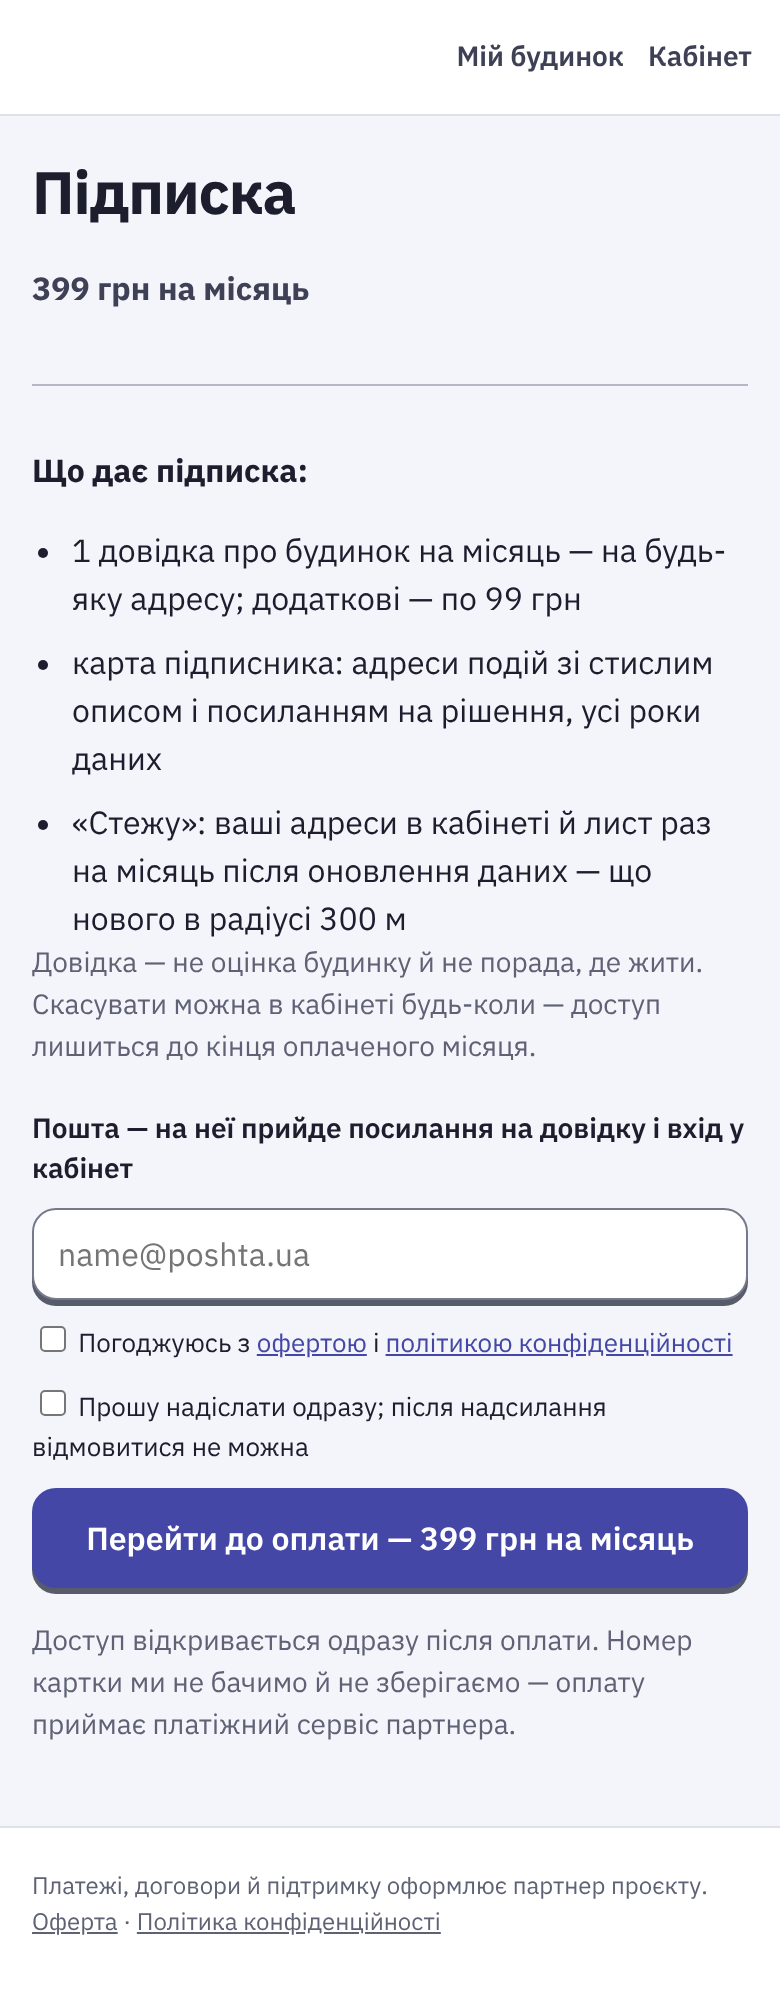 Мій будинок Кабінет
Підписка
399 грн на місяць
Що дає підписка:
• 1 довідка про будинок на місяць — на будь-
яку адресу; додаткові — по 99 грн
• карта підписника: адреси подій зі стислим
описом і посиланням на рішення, усі роки
даних
• «Стежу»: ваші адреси в кабінеті й лист раз
на місяць після оновлення даних — що
нового в радіусі 300 м
Довідка — не оцінка будинку й не порада, де жити.
Скасувати можна в кабінеті будь-коли — доступ
лишиться до кінця оплаченого місяця.
Пошта — на неї прийде посилання на довідку і вхід у
кабінет
name@poshta.ua
Погоджуюсь з офертою і політикою конфіденційності
Прошу надіслати одразу; після надсилання
відмовитися не можна
Перейти до оплати — 399 грн на місяць
Доступ відкривається одразу після оплати. Номер
картки ми не бачимо й не зберігаємо — оплату
приймає платіжний сервіс партнера.
Платежі, договори й підтримку оформлює партнер проєкту.
Оферта · Політика конфіденційності